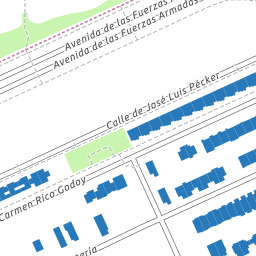 Avenida de las Fuerzas
Avenida de las Fuerzas Armadas
Calle de José Luis Pécker
Carmen Rico Godoy